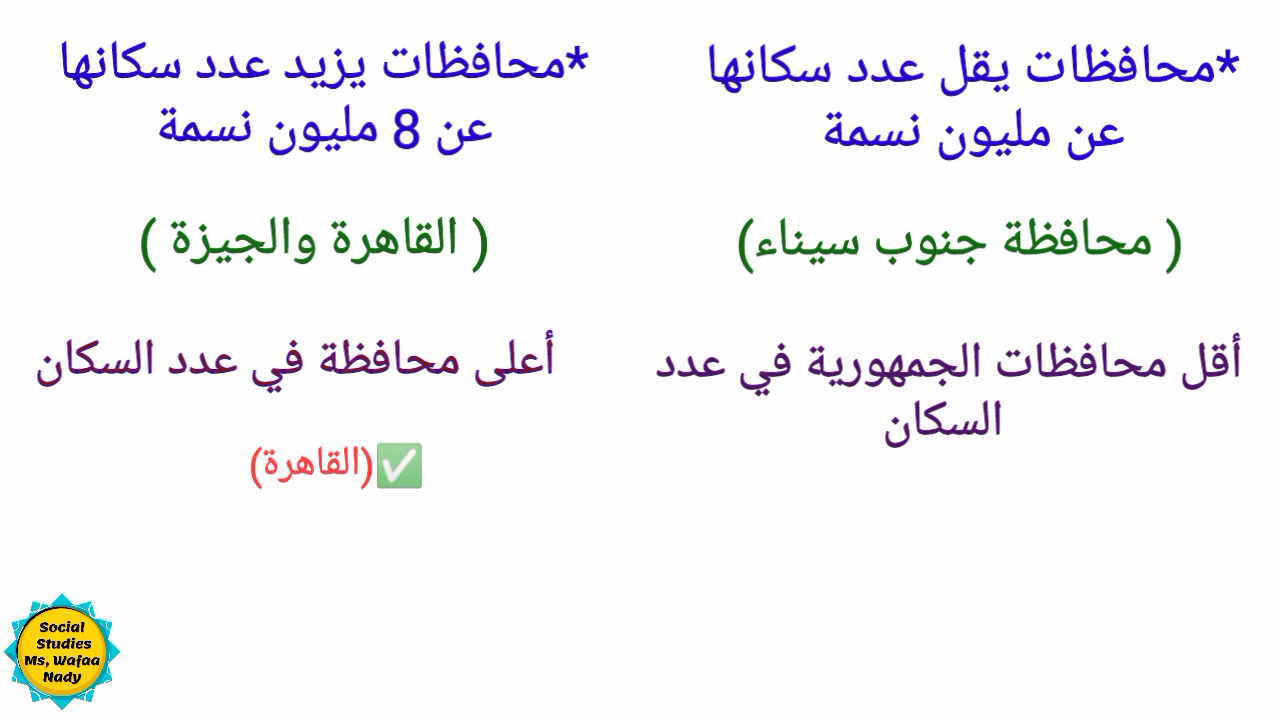 *محافظات يقل عدد سكانها
عن مليون نسمة
( محافظة جنوب سيناء)
أقل محافظات الجمهورية في عدد
السكان
*محافظات يزيد عدد سكانها
عن 8 مليون نسمة
( القاهرة والجيزة )
أعلى محافظة في عدد السكان
✅(القاهرة)
Social
Studies
Ms, Wafaa
Nady